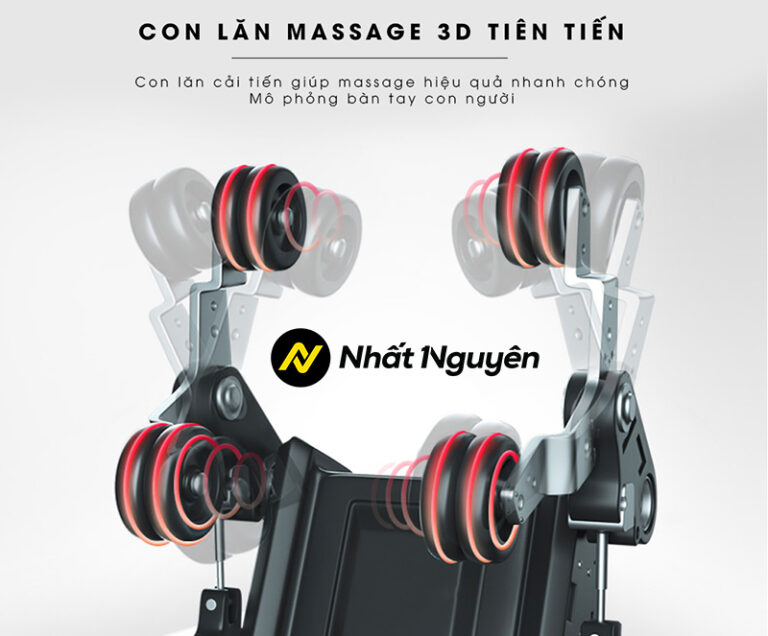 CON LĂN MASSAGE 3D TIÊN TIẾN
Con lăn cải tiến giúp massage hiệu quả nhanh chóng
Mô phỏng bàn tay con người
Nhất Nguyên